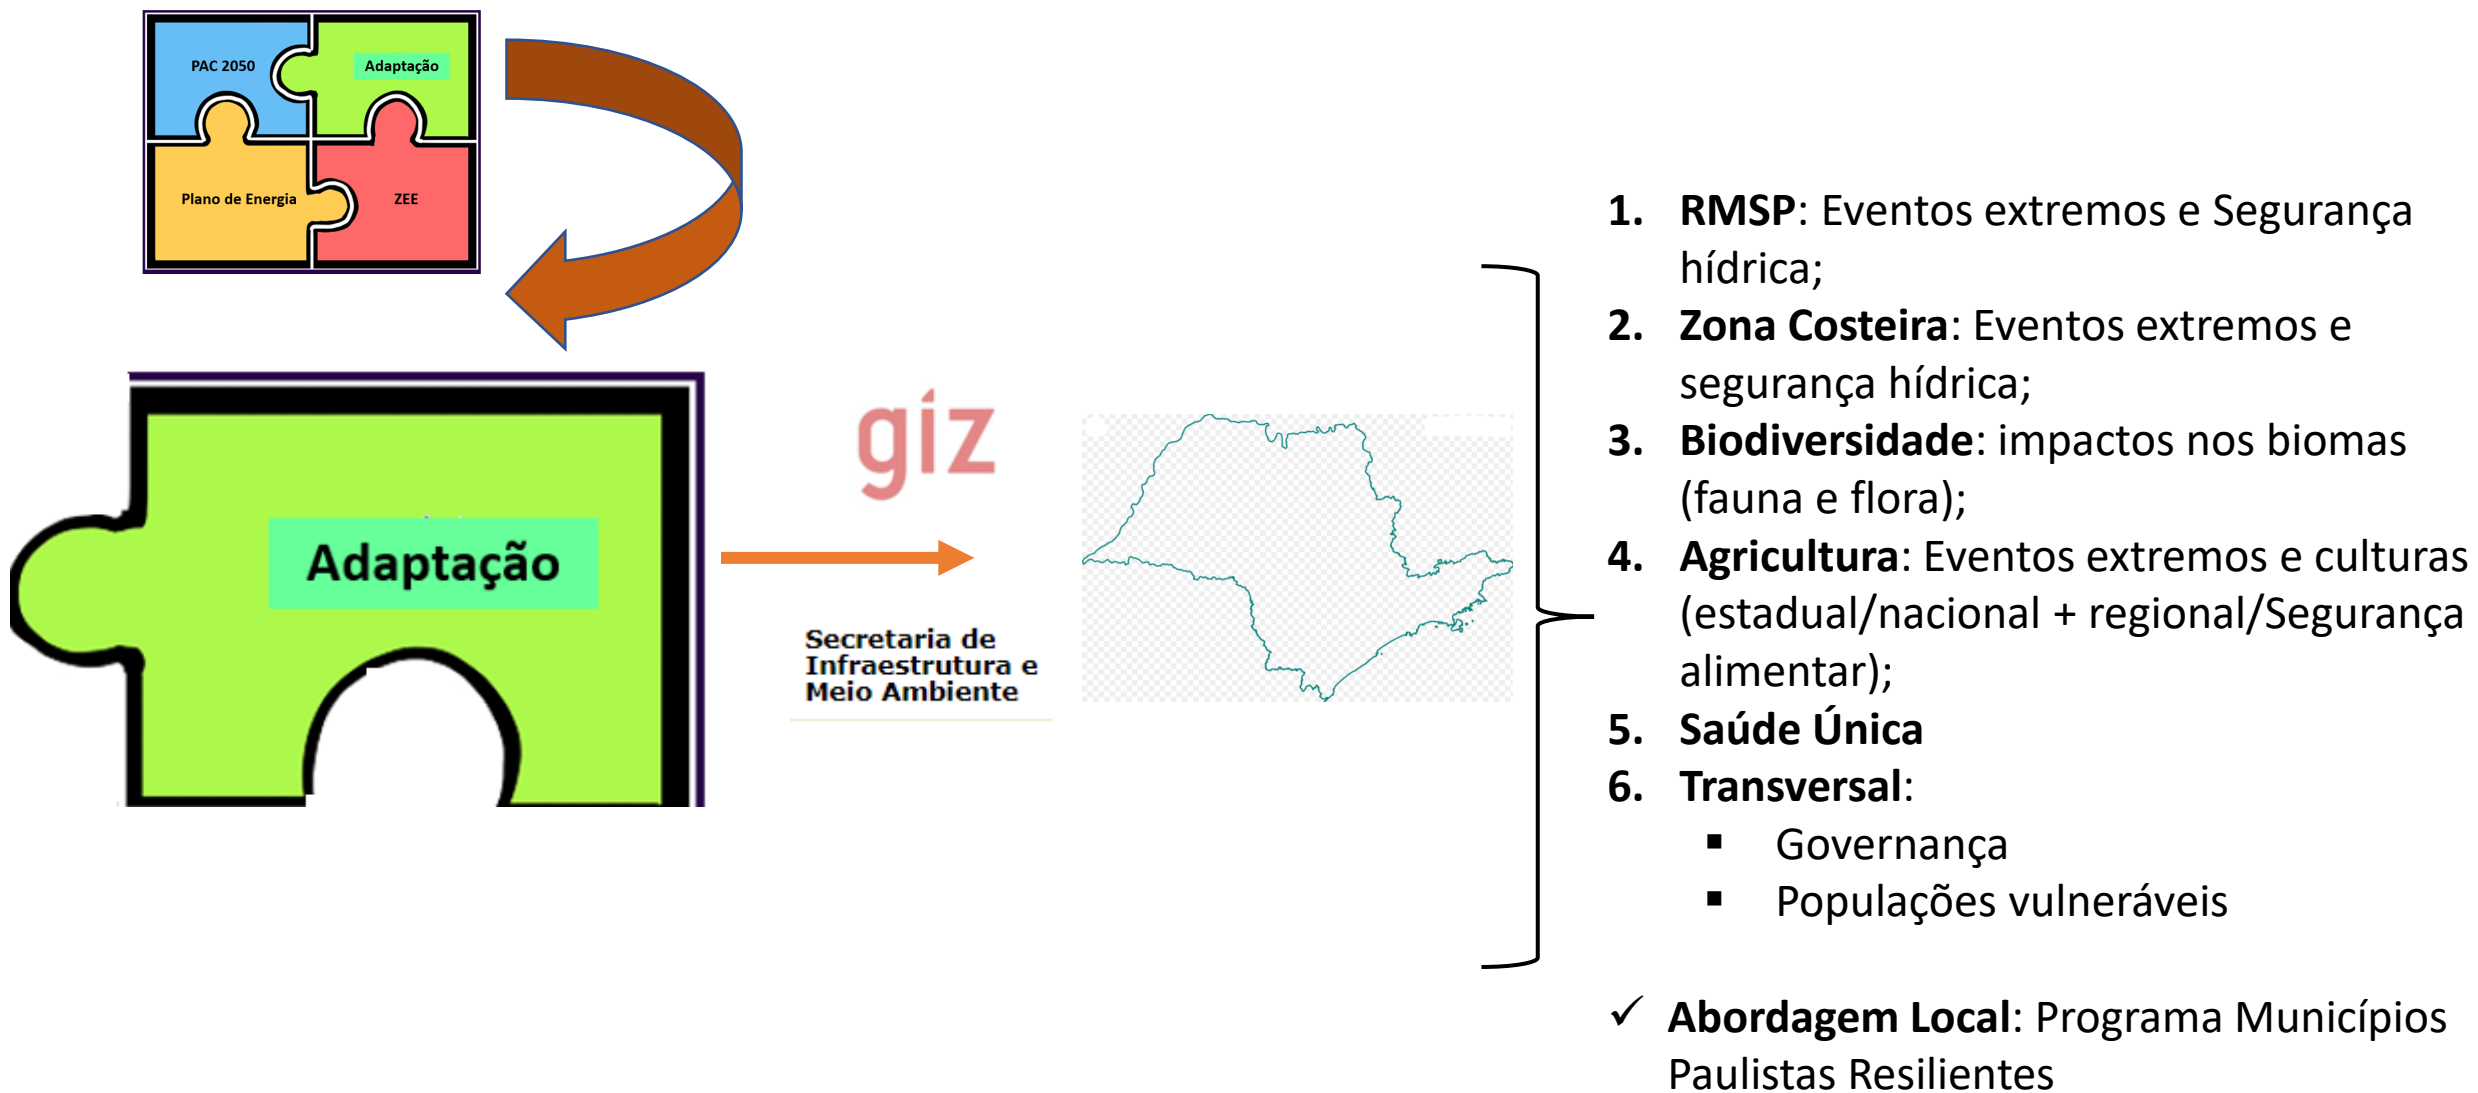 PAC 2050
Adaptação
Plano de Energia
ZEE
Adaptação
giz
Secretaria de
Infraestrutura e
Meio Ambiente
1. RMSP: Eventos extremos e Segurança
hídrica;
2. Zona Costeira: Eventos extremos e
segurança hídrica;
3. Biodiversidade: impactos nos biomas
(fauna e flora);
4. Agricultura: Eventos extremos e culturas
(estadual/nacional + regional/Segurança
alimentar);
5. Saúde Única
6. Transversal:
▪ Governança
▪ Populações vulneráveis
✓ Abordagem Local: Programa Municípios
Paulistas Resilientes